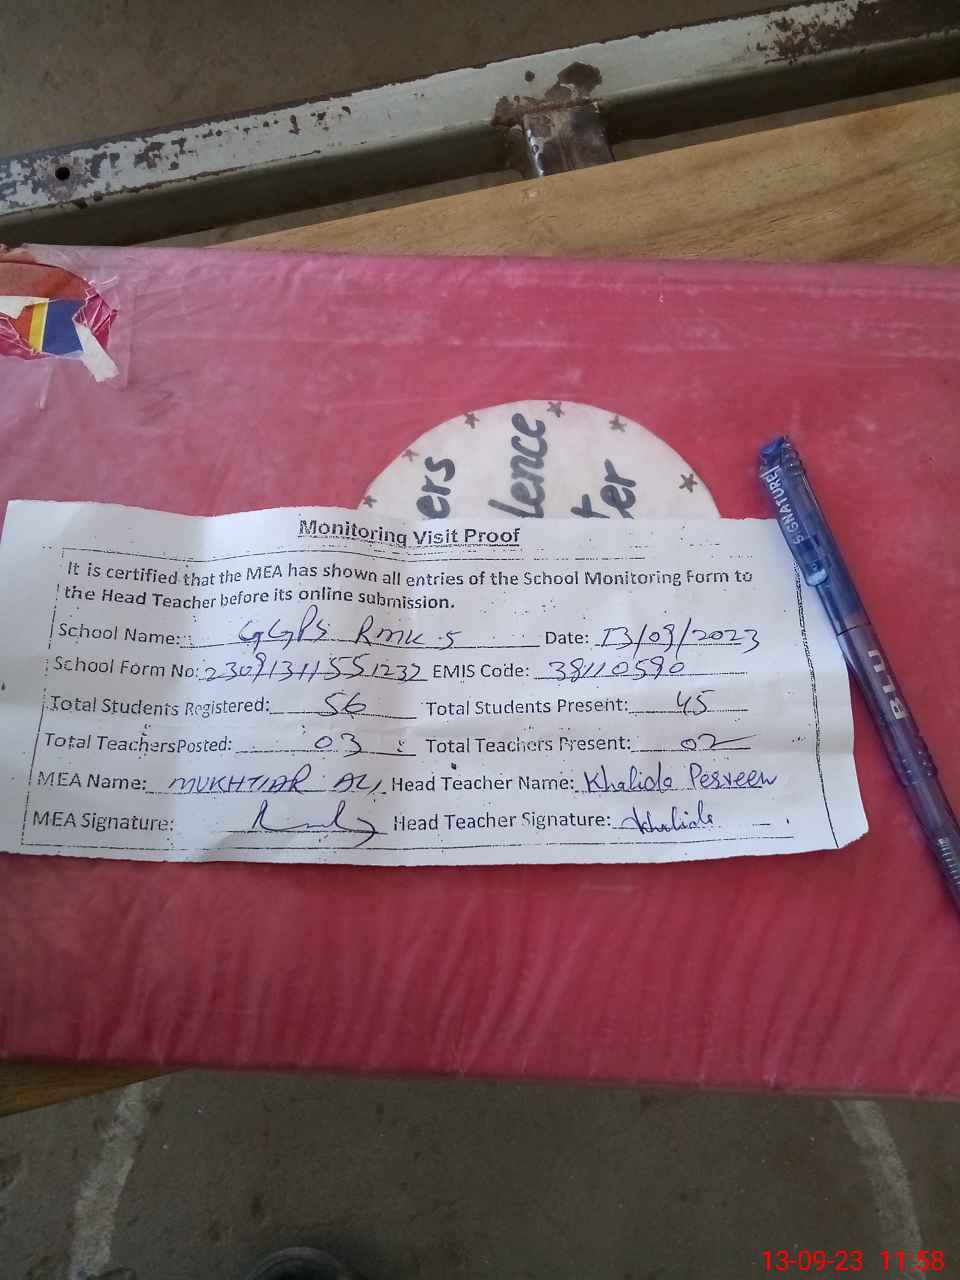 ers
lence
ter
SIGNATURE
BLU
Monitoring Visit Proof
It is certified that the MEA has shown all entries of the School Monitoring Form to
the Head Teacher before its online submission.
School Name: GGPS RMK-5 Date: 13/09/2023
School Form No: 230913115551232 EMIS Code: 38110590
Total Students Registered: 56 Total Students Present: 45
Total Teachers Posted: 03 Total Teachers Present: 02
MEA Name: MUKHTIAR ALI Head Teacher Name: Khalida Perveen
MEA Signature: Head Teacher Signature: Khalida
13-09-23 11:58